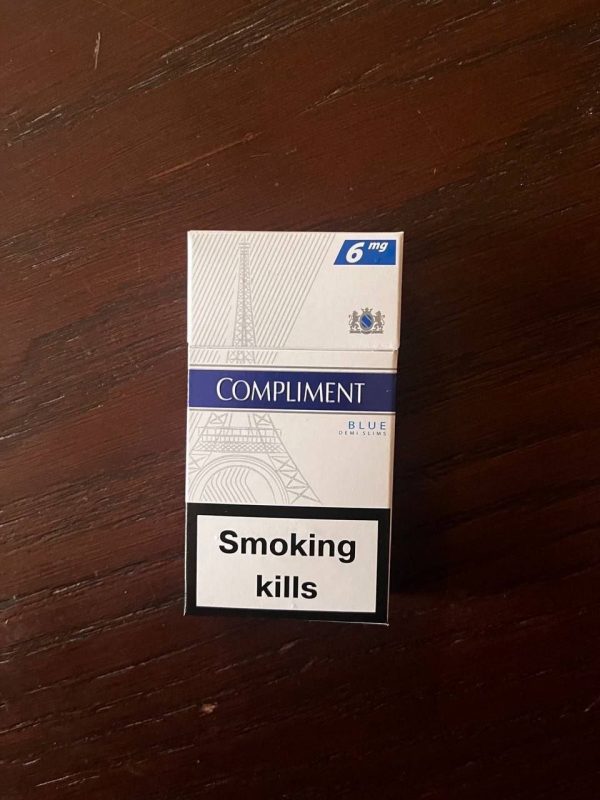 6 mg
COMPLIMENT
BLUE
DEMI SLIMS
Smoking
kills